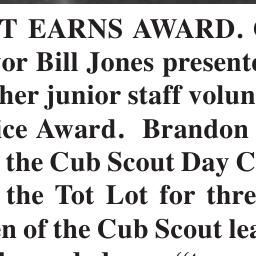 T EARNS AWARD.
or Bill Jones presente
her junior staff volun
ice Award. Brandon
the Cub Scout Day C
the Tot Lot for thre
en of the Cub Scout lea